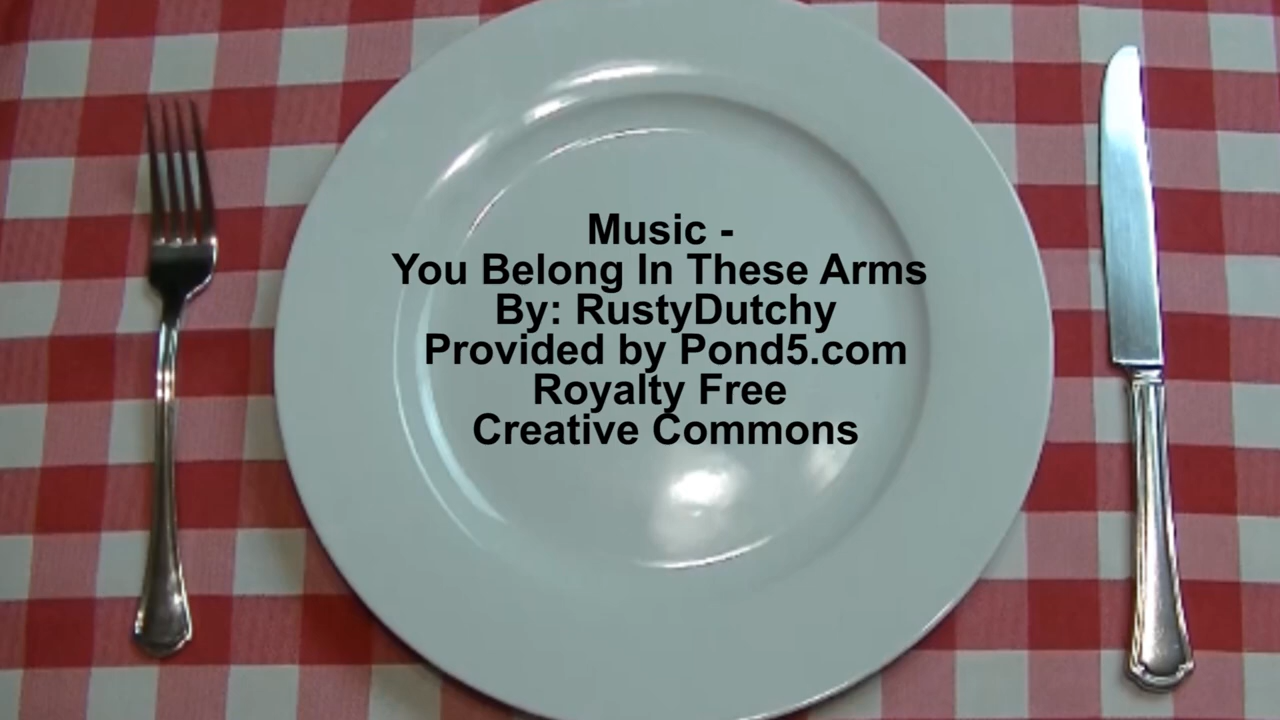 Music -
You Belong In These Arms
By: RustyDutchy
Provided by Pond5.com
Royalty Free
Creative Commons